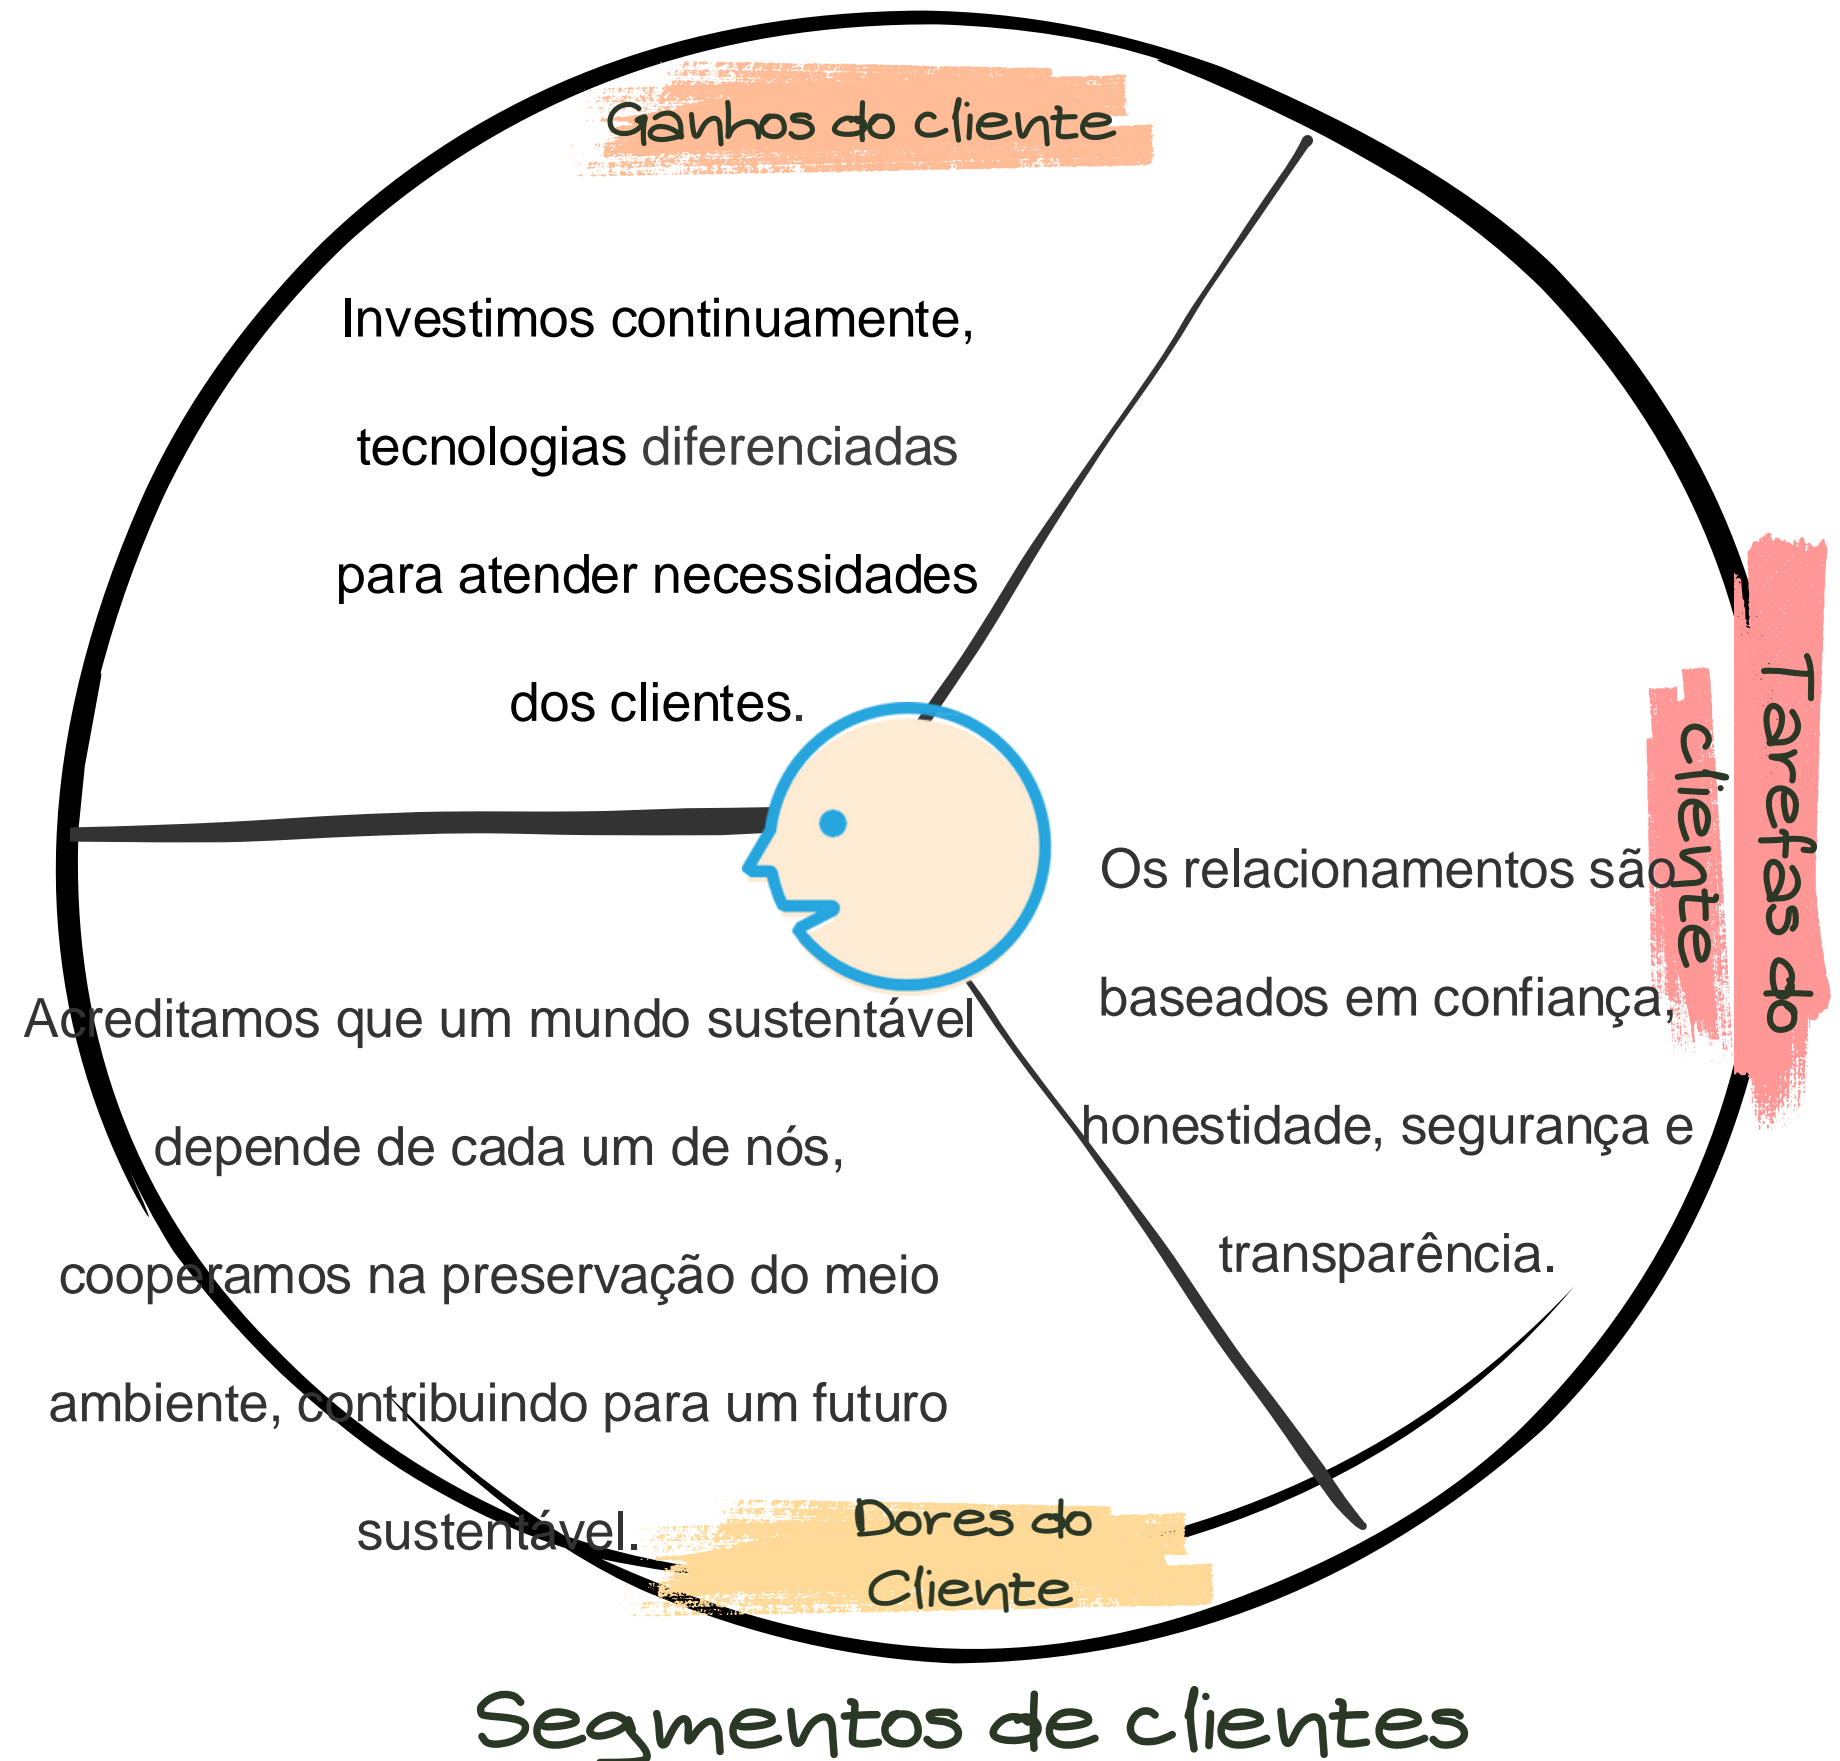 Ganhos do cliente
Investimos continuamente,
tecnologias diferenciadas
para atender necessidades
dos clientes.
Tarefas do
cliente
Os relacionamentos são
baseados em confiança,
honestidade, segurança e
transparência.
Acreditamos que um mundo sustentável
depende de cada um de nós,
cooperamos na preservação do meio
ambiente, contribuindo para um futuro
sustentável.
Dores do
Cliente
Segmentos de clientes